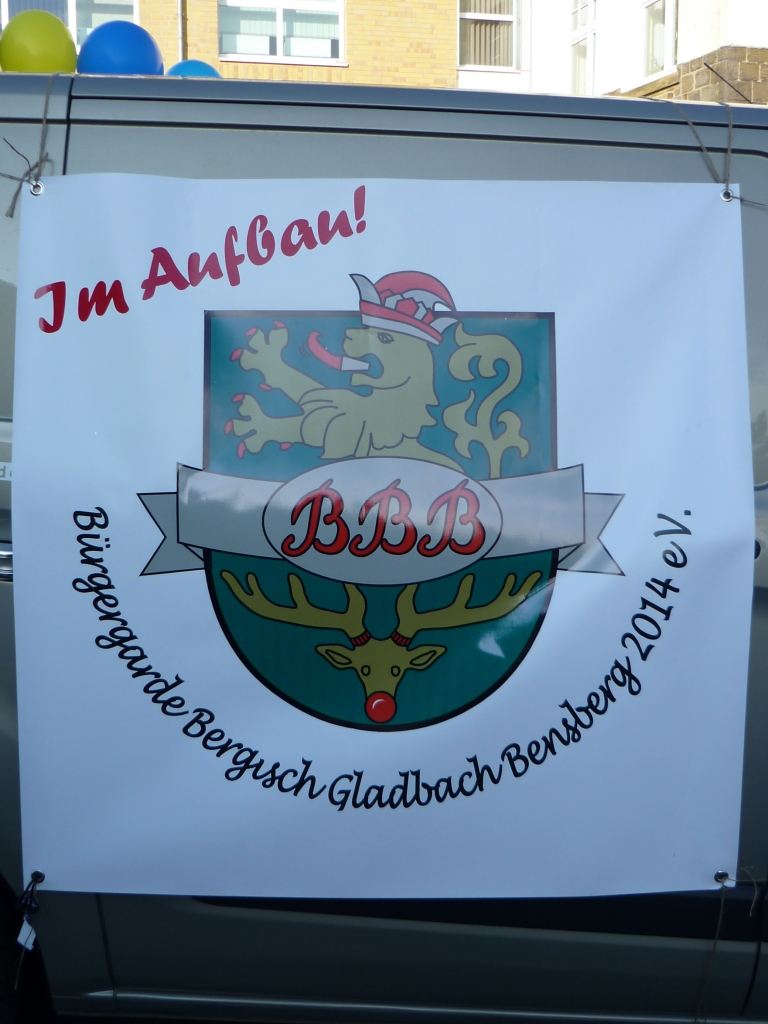 Im Aufbau!
BBB
Bürgergarde Bergisch Gladbach Bensberg 2014 e.V.